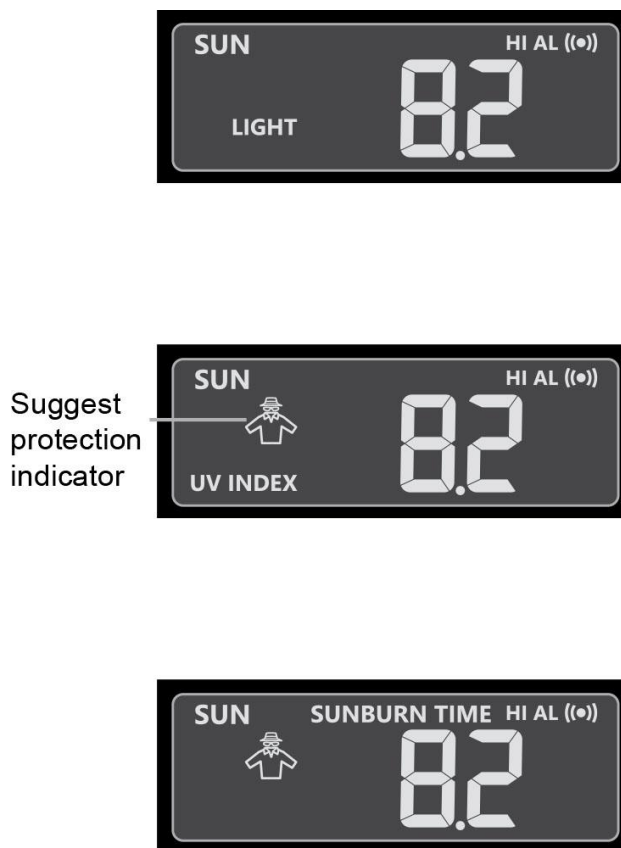 SUN HI AL ((•))
8.2
LIGHT
Suggest
protection
indicator
SUN HI AL ((•))
8.2
UV INDEX
SUN SUNBURN TIME HI AL ((•))
8.2